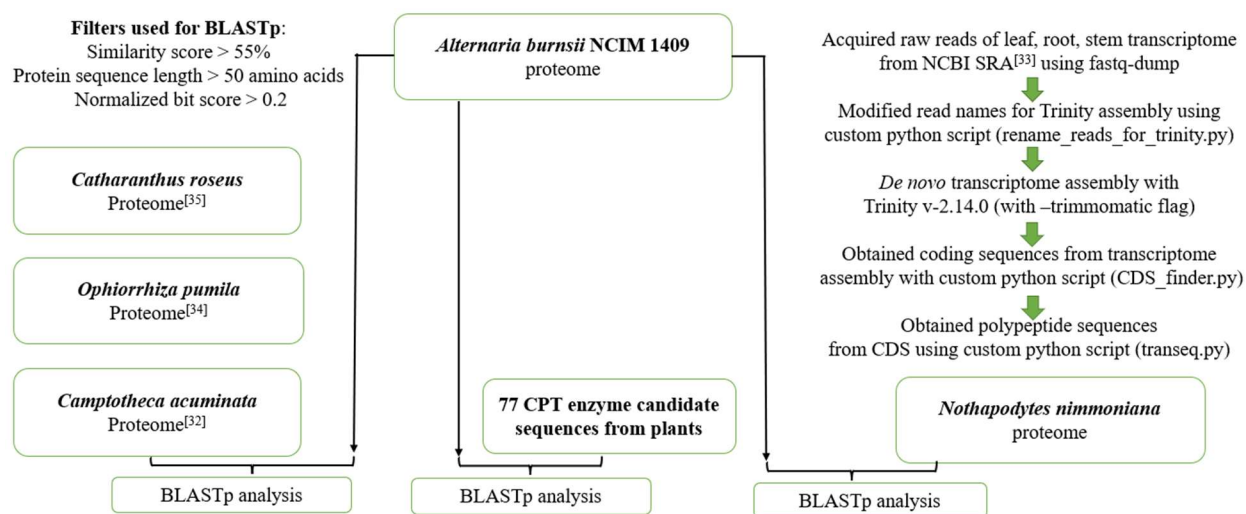 Filters used for BLASTp:
Similarity score > 55%
Protein sequence length > 50 amino acids
Normalized bit score > 0.2
Catharanthus roseus
Proteome[35]
Ophiorrhiza pumila
Proteome[34]
Camptotheca acuminata
Proteome[32]
BLASTp analysis
Alternaria burnsii NCIM 1409
proteome
77 CPT enzyme candidate
sequences from plants
BLASTp analysis
Acquired raw reads of leaf, root, stem transcriptome
from NCBI SRA[33] using fastq-dump
Modified read names for Trinity assembly using
custom python script (rename_reads_for_trinity.py)
De novo transcriptome assembly with
Trinity v-2.14.0 (with –trimmomatic flag)
Obtained coding sequences from transcriptome
assembly with custom python script (CDS_finder.py)
Obtained polypeptide sequences
from CDS using custom python script (transeq.py)
Nothapodytes nimmoniana
proteome
BLASTp analysis